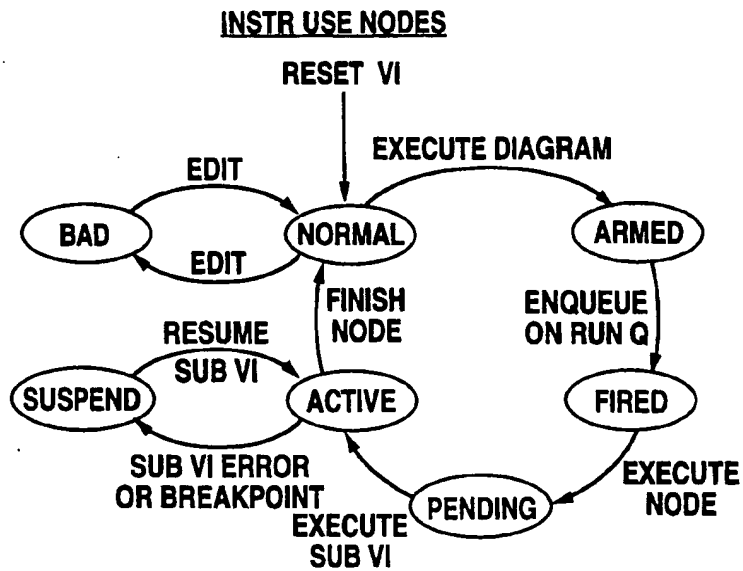 INSTR USE NODES
RESET VI
EXECUTE DIAGRAM
EDIT
BAD
NORMAL
ARMED
EDIT
FINISH
NODE
ENQUEUE
ON RUN Q
RESUME
SUB VI
SUSPEND
ACTIVE
FIRED
SUB VI ERROR
OR BREAKPOINT
EXECUTE
NODE
PENDING
EXECUTE
SUB VI